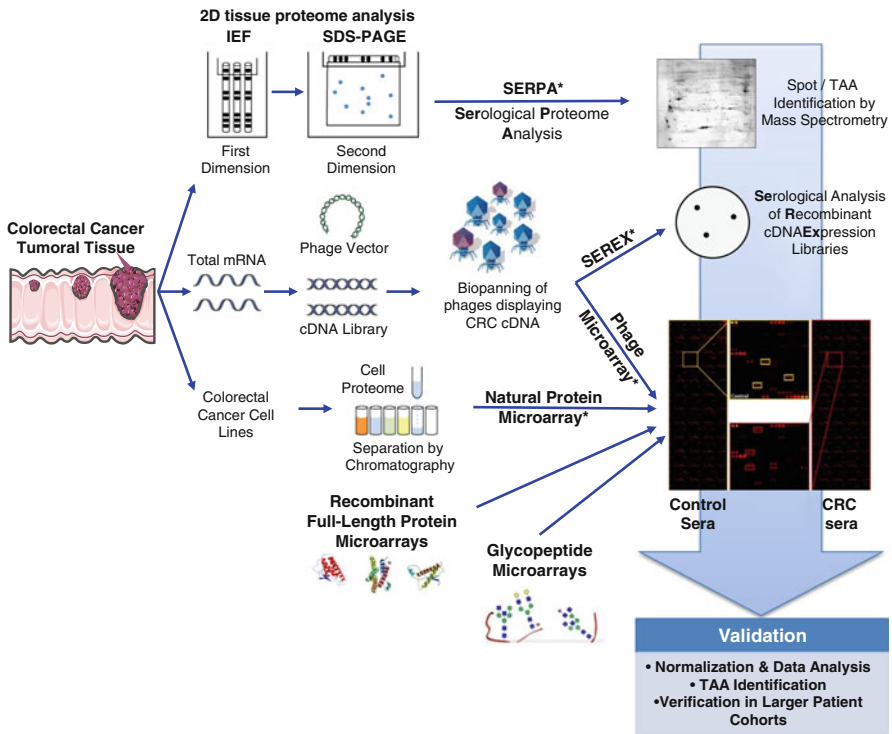 2D tissue proteome analysis
IEF
SDS-PAGE
First
Dimension
Second
Dimension
SERPA*
Serological Proteome
Analysis
Spot / TAA
Identification by
Mass Spectrometry
Colorectal Cancer
Tumoral Tissue
Total mRNA
Phage Vector
cDNA Library
Biopanning of
phages displaying
CRC cDNA
SEREX*
Serological Analysis
of Recombinant
cDNAExpression
Libraries
Phage
Microarray*
Colorectal
Cancer Cell
Lines
Cell
Proteome
Separation by
Chromatography
Natural Protein
Microarray*
Control
Recombinant
Full-Length Protein
Microarrays
Glycopeptide
Microarrays
Control
Sera
CRC
sera
Validation
• Normalization & Data Analysis
• TAA Identification
•Verification in Larger Patient
Cohorts